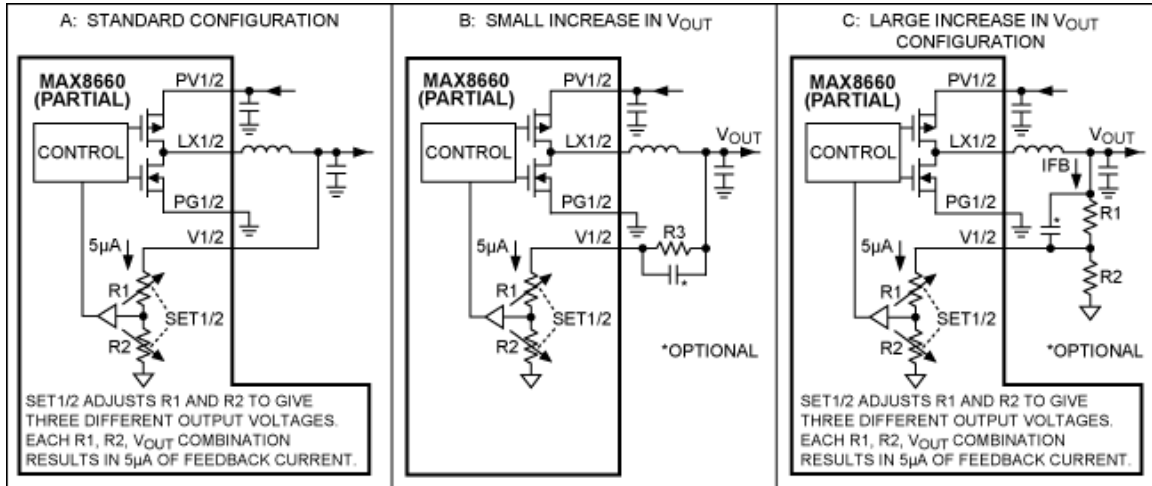 A: STANDARD CONFIGURATION
MAX8660
(PARTIAL)
PV1/2
CONTROL
LX1/2
PG1/2
V1/2
5µA
R1
SET1/2
R2
SET1/2 ADJUSTS R1 AND R2 TO GIVE
THREE DIFFERENT OUTPUT VOLTAGES.
EACH R1, R2, VOUT COMBINATION
RESULTS IN 5µA OF FEEDBACK CURRENT.
B: SMALL INCREASE IN VOUT
MAX8660
(PARTIAL)
PV1/2
CONTROL
LX1/2
VOUT
PG1/2
V1/2
R3
*
5µA
R1
SET1/2
R2
*OPTIONAL
C: LARGE INCREASE IN VOUT
CONFIGURATION
MAX8660
(PARTIAL)
PV1/2
CONTROL
LX1/2
VOUT
IFB
PG1/2
*
R1
V1/2
5µA
R2
R1
SET1/2
R2
*OPTIONAL
SET1/2 ADJUSTS R1 AND R2 TO GIVE
THREE DIFFERENT OUTPUT VOLTAGES.
EACH R1, R2, VOUT COMBINATION
RESULTS IN 5µA OF FEEDBACK CURRENT.